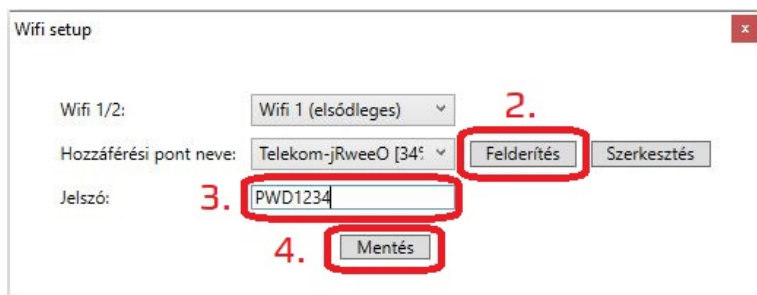 Wifi setup
x
Wifi 1/2: Wifi 1 (elsődleges)
2.
Hozzáférési pont neve: Telekom-jRweeO [34% Felderítés Szerkesztés
Jelszó: 3. PWD1234
4. Mentés